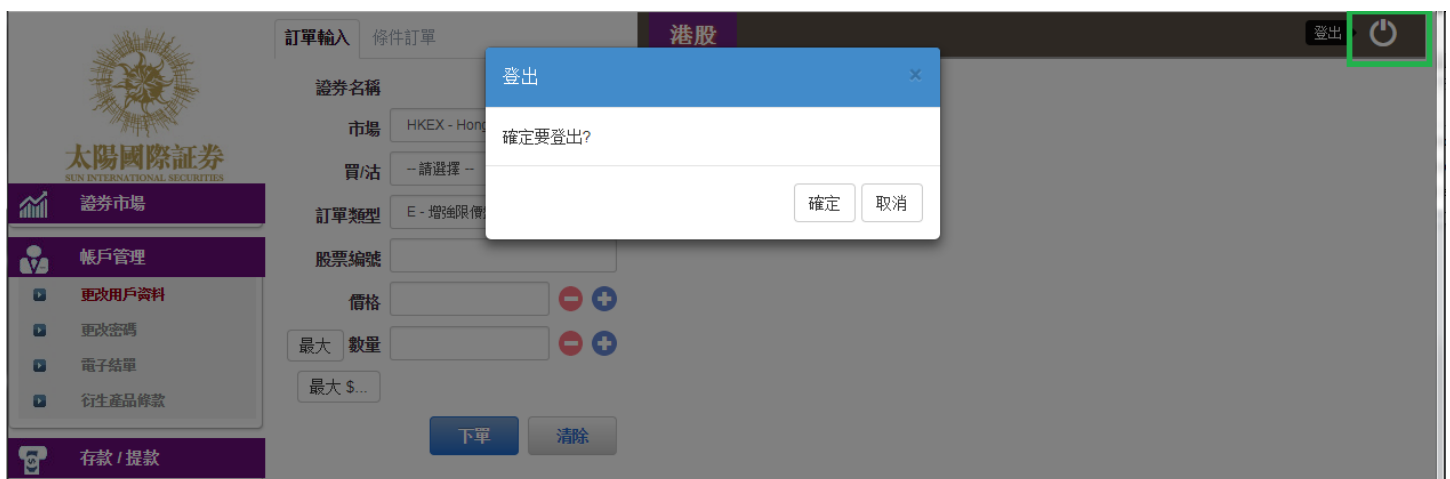 太陽國際証券
SUN INTERNATIONAL SECURITIES
證券市場
帳戶管理
更改用戶資料
更改密碼
電子結單
衍生產品條款
存款 / 提款
訂單輸入 條件訂單
證券名稱
市場 HKEX - Hong
買/沽 -- 請選擇 --
訂單類型 E - 增強限價
股票編號
價格
最大 數量
最大 $...
下單 清除
港股
登出
登出 ×
確定要登出?
確定 取消